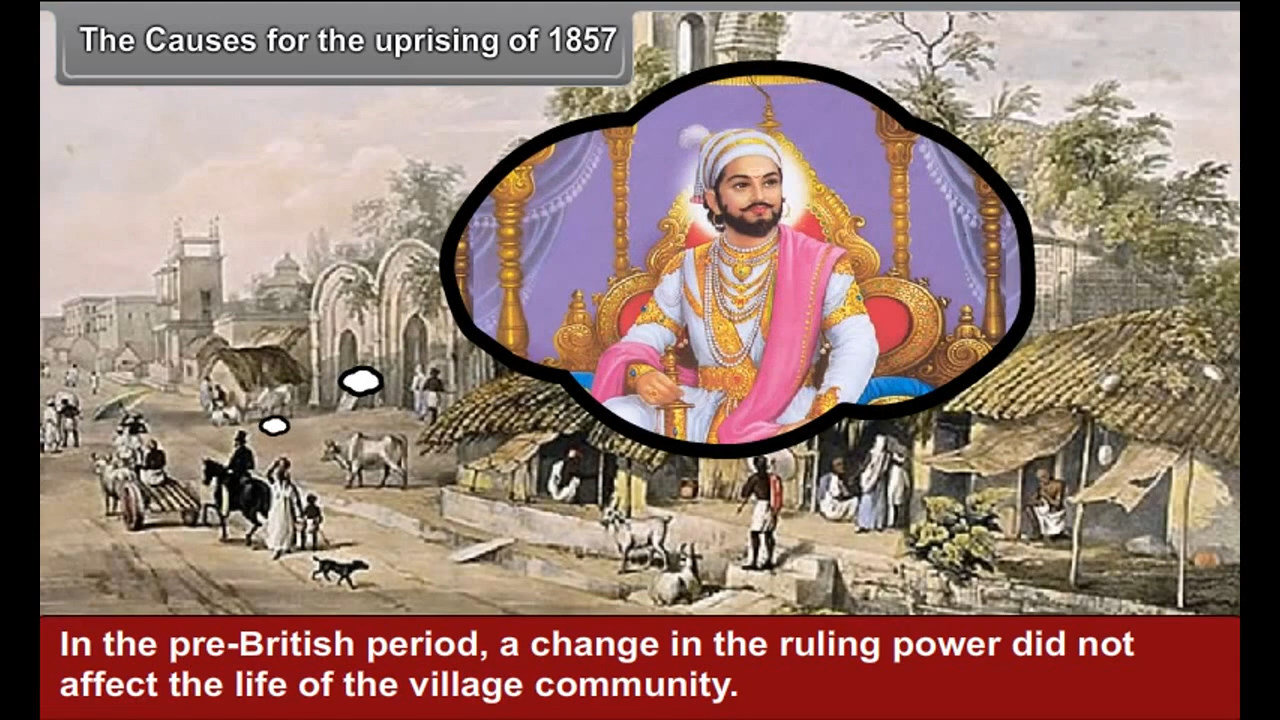 The Causes for the uprising of 1857
In the pre-British period, a change in the ruling power did not
affect the life of the village community.